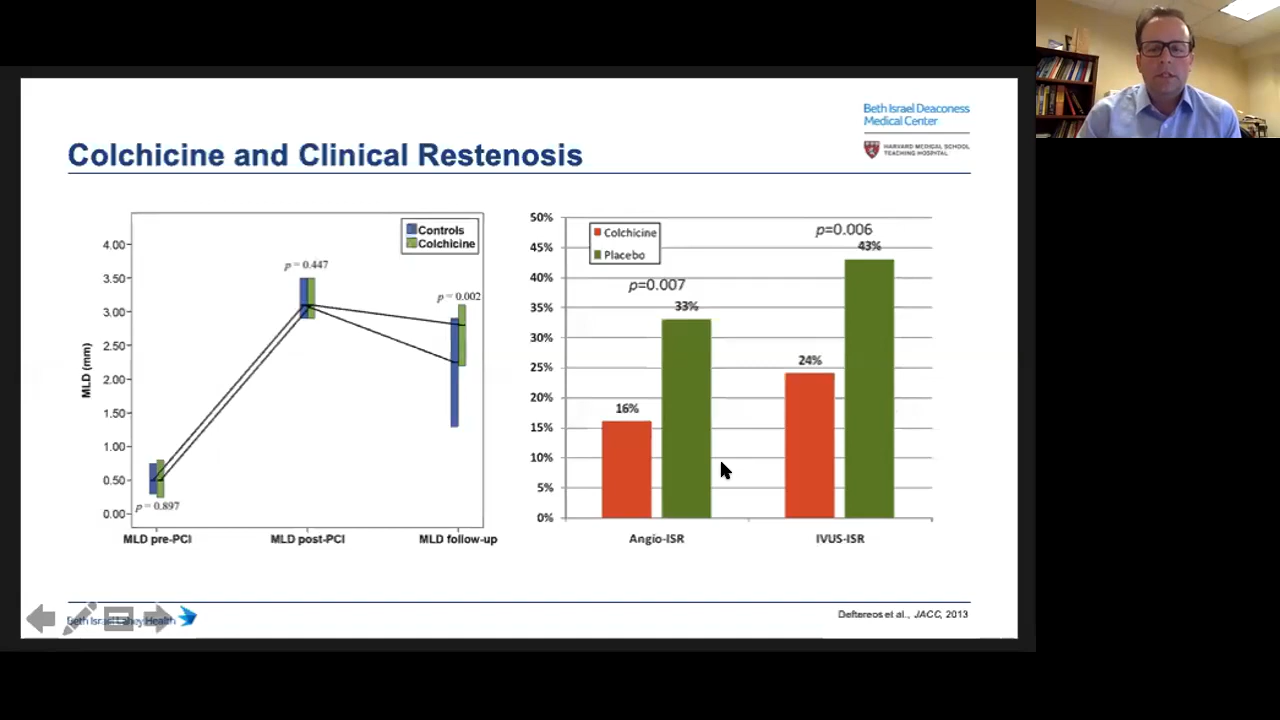 Beth Israel Deaconess
Medical Center
HARVARD MEDICAL SCHOOL
TEACHING HOSPITAL
Colchicine and Clinical Restenosis
Controls
Colchicine
4.00
3.50
3.00
2.50
2.00
1.50
1.00
0.50
0.00
MLD (mm)
p = 0.897
p = 0.447
p = 0.002
MLD pre-PCI
MLD post-PCI
MLD follow-up
50%
45%
40%
35%
30%
25%
20%
15%
10%
5%
0%
Colchicine
Placebo
p=0.007
p=0.006
16%
33%
24%
43%
Angio-ISR
IVUS-ISR
Beth Israel Lahey Health
Deftereos et al., JACC, 2013